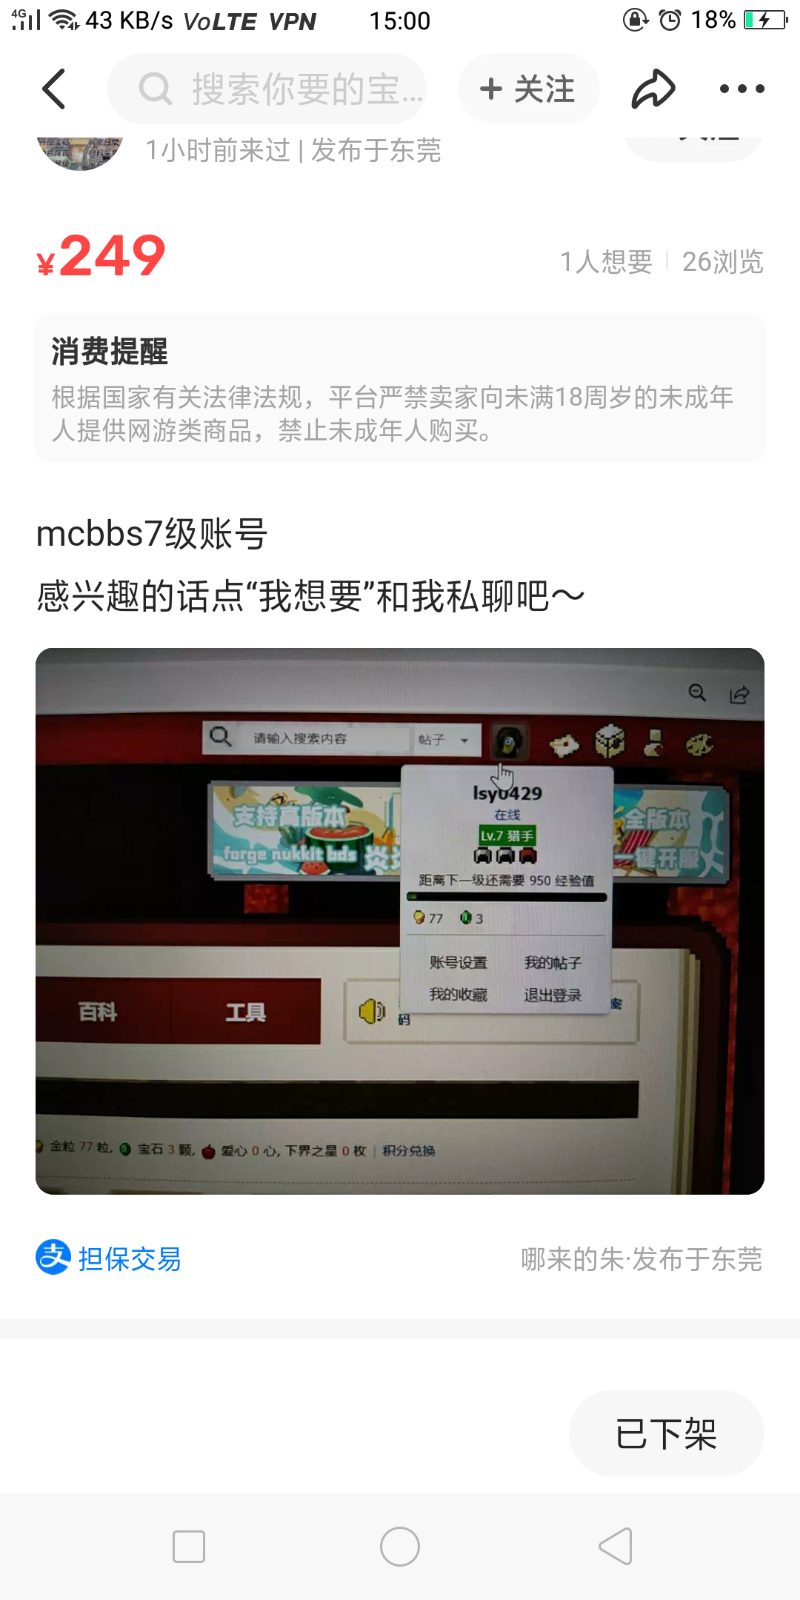 4G 43 KB/s VoLTE VPN 15:00 18%
搜索你要的宝...
+ 关注
1小时前来过 | 发布于东莞
¥249
1人想要 | 26浏览
消费提醒
根据国家有关法律法规，平台严禁卖家向未满18周岁的未成年
人提供网游类商品，禁止未成年人购买。
mcbbs7级账号
感兴趣的话点“我想要”和我私聊吧～
请输入搜索内容
帖子
lsy0429
在线
Lv.7 猎手
距离下一级还需要 950 经验值
77 3
账号设置 我的帖子
我的收藏 退出登录
支持高版本
forge nukkit bds
全版本
一键开服
百科 工具
码
金粒 77 粒, 宝石 3 颗, 爱心 0 心, 下界之星 0 枚 | 积分兑换
支 担保交易
哪来的朱·发布于东莞
已下架